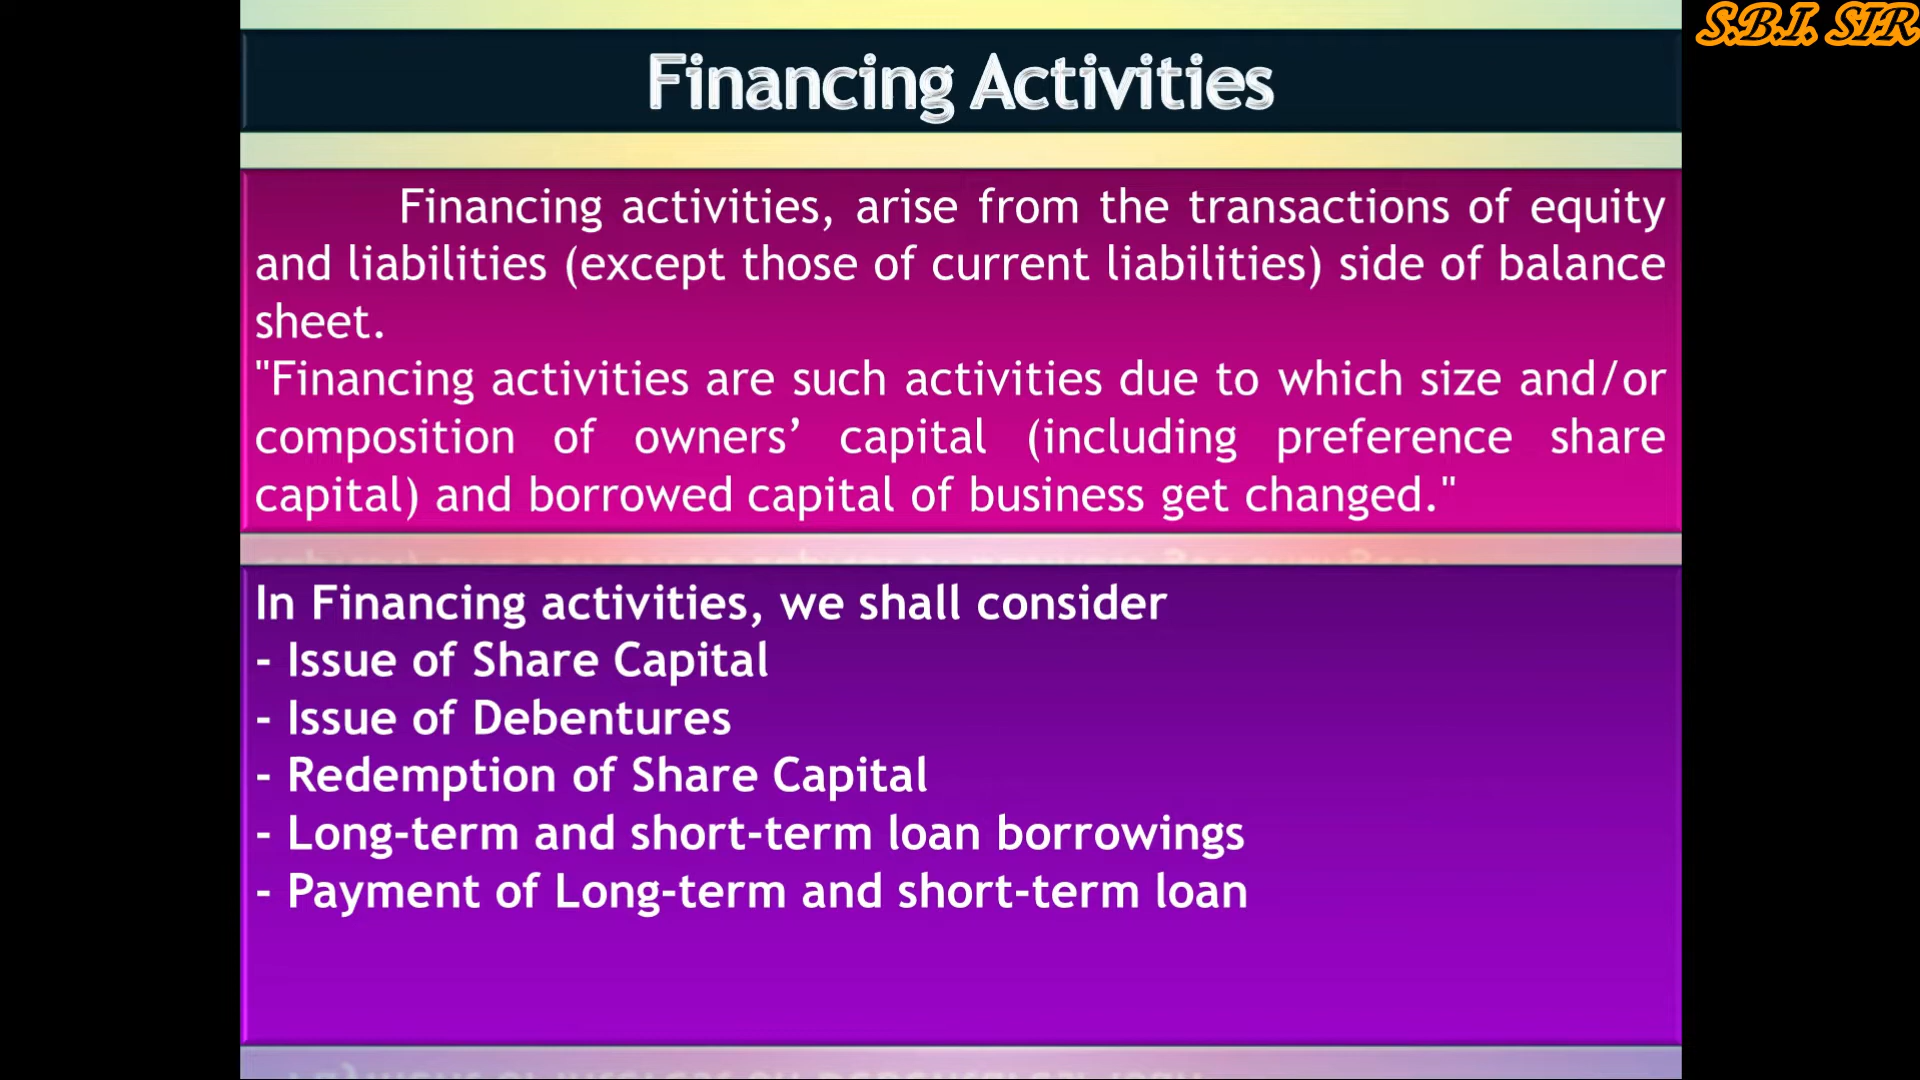 S.B.I. SIR
Financing Activities
Financing activities, arise from the transactions of equity
and liabilities (except those of current liabilities) side of balance
sheet.
"Financing activities are such activities due to which size and/or
composition of owners’ capital (including preference share
capital) and borrowed capital of business get changed."
In Financing activities, we shall consider
- Issue of Share Capital
- Issue of Debentures
- Redemption of Share Capital
- Long-term and short-term loan borrowings
- Payment of Long-term and short-term loan